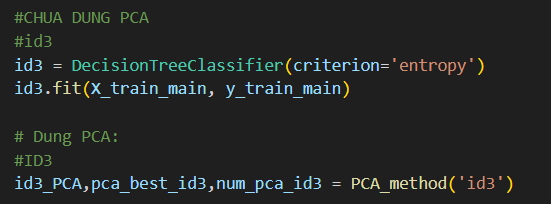 #CHUA DUNG PCA
#id3
id3 = DecisionTreeClassifier(criterion='entropy')
id3.fit(X_train_main, y_train_main)
# Dung PCA:
#ID3
id3_PCA,pca_best_id3,num_pca_id3 = PCA_method('id3')